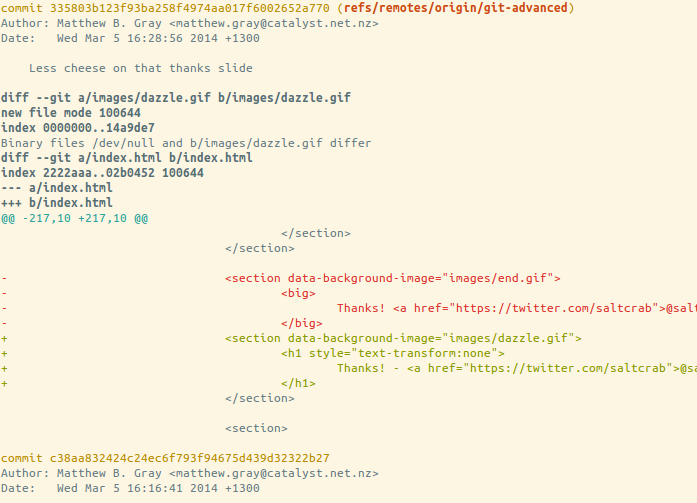 commit 335803b123f93ba258f4974aa017f6002652a770 (refs/remotes/origin/git-advanced)
Author: Matthew B. Gray <matthew.gray@catalyst.net.nz>
Date:   Wed Mar 5 16:28:56 2014 +1300
    Less cheese on that thanks slide
diff --git a/images/dazzle.gif b/images/dazzle.gif
new file mode 100644
index 0000000..14a9de7
Binary files /dev/null and b/images/dazzle.gif differ
diff --git a/index.html b/index.html
index 2222aaa..02b0452 100644
--- a/index.html
+++ b/index.html
@@ -217,10 +217,10 @@
                                        </section>
                                </section>
-                               <section data-background-image="images/end.gif">
-                                       <big>
-                                               Thanks! <a href="https://twitter.com/saltcrab">@salt
-                                       </big>
+                               <section data-background-image="images/dazzle.gif">
+                                       <h1 style="text-transform:none">
+                                               Thanks! - <a href="https://twitter.com/saltcrab">@sa
+                                       </h1>
                                </section>
                                <section>
commit c38aa832424c24ec6f793f94675d439d32322b27
Author: Matthew B. Gray <matthew.gray@catalyst.net.nz>
Date:   Wed Mar 5 16:16:41 2014 +1300